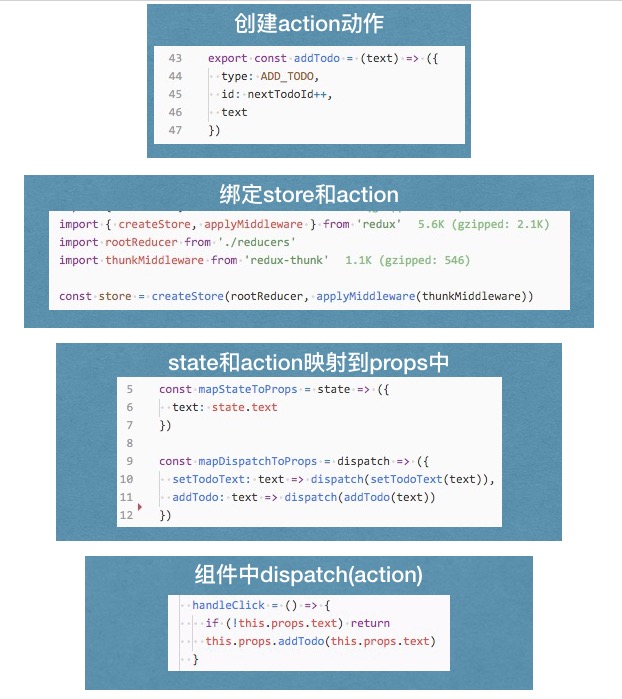 创建action动作
43 export const addTodo = (text) => ({
44 type: ADD_TODO,
45 id: nextTodoId++,
46 text
47 })
绑定store和action
import { createStore, applyMiddleware } from 'redux' 5.6K (gzipped: 2.1K)
import rootReducer from './reducers'
import thunkMiddleware from 'redux-thunk' 1.1K (gzipped: 546)
const store = createStore(rootReducer, applyMiddleware(thunkMiddleware))
state和action映射到props中
5 const mapStateToProps = state => ({
6 text: state.text
7 })
8
9 const mapDispatchToProps = dispatch => ({
10 setTodoText: text => dispatch(setTodoText(text)),
11 addTodo: text => dispatch(addTodo(text))
12 })
组件中dispatch(action)
handleClick = () => {
if (!this.props.text) return
this.props.addTodo(this.props.text)
}